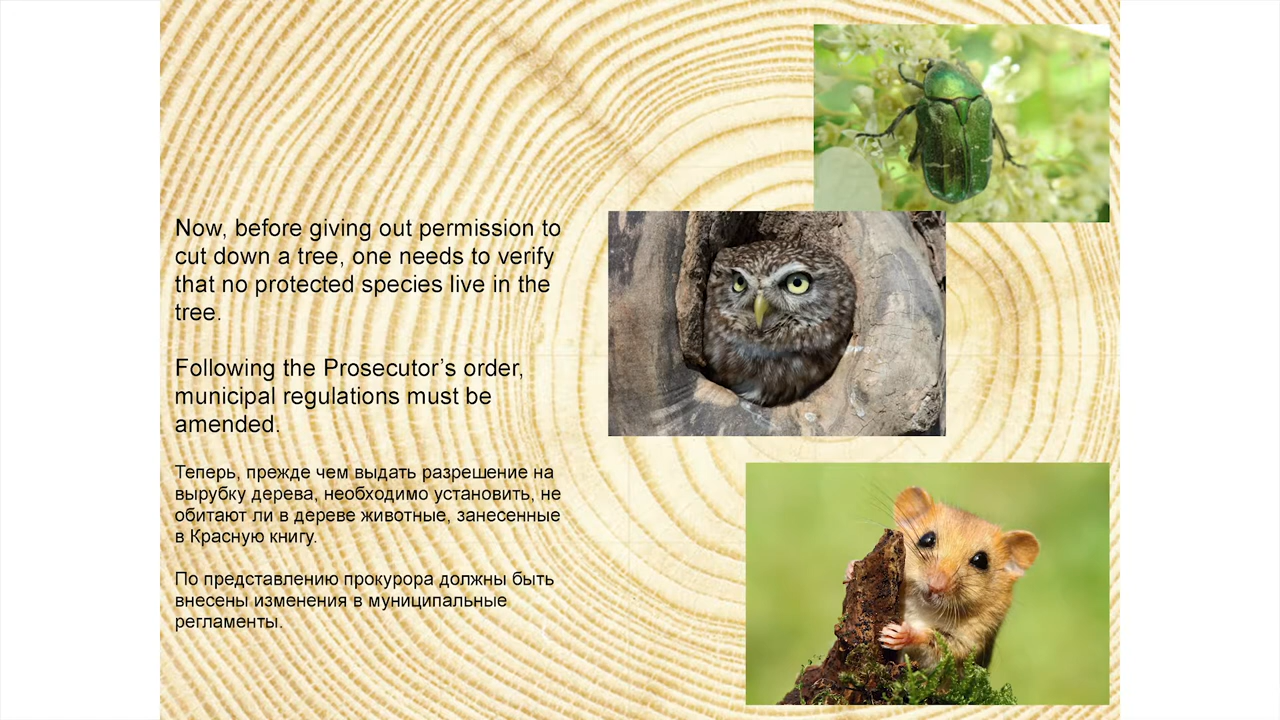 Now, before giving out permission to
cut down a tree, one needs to verify
that no protected species live in the
tree.
Following the Prosecutor’s order,
municipal regulations must be
amended.
Теперь, прежде чем выдать разрешение на
вырубку дерева, необходимо установить, не
обитают ли в дереве животные, занесенные
в Красную книгу.
По представлению прокурора должны быть
внесены изменения в муниципальные
регламенты.